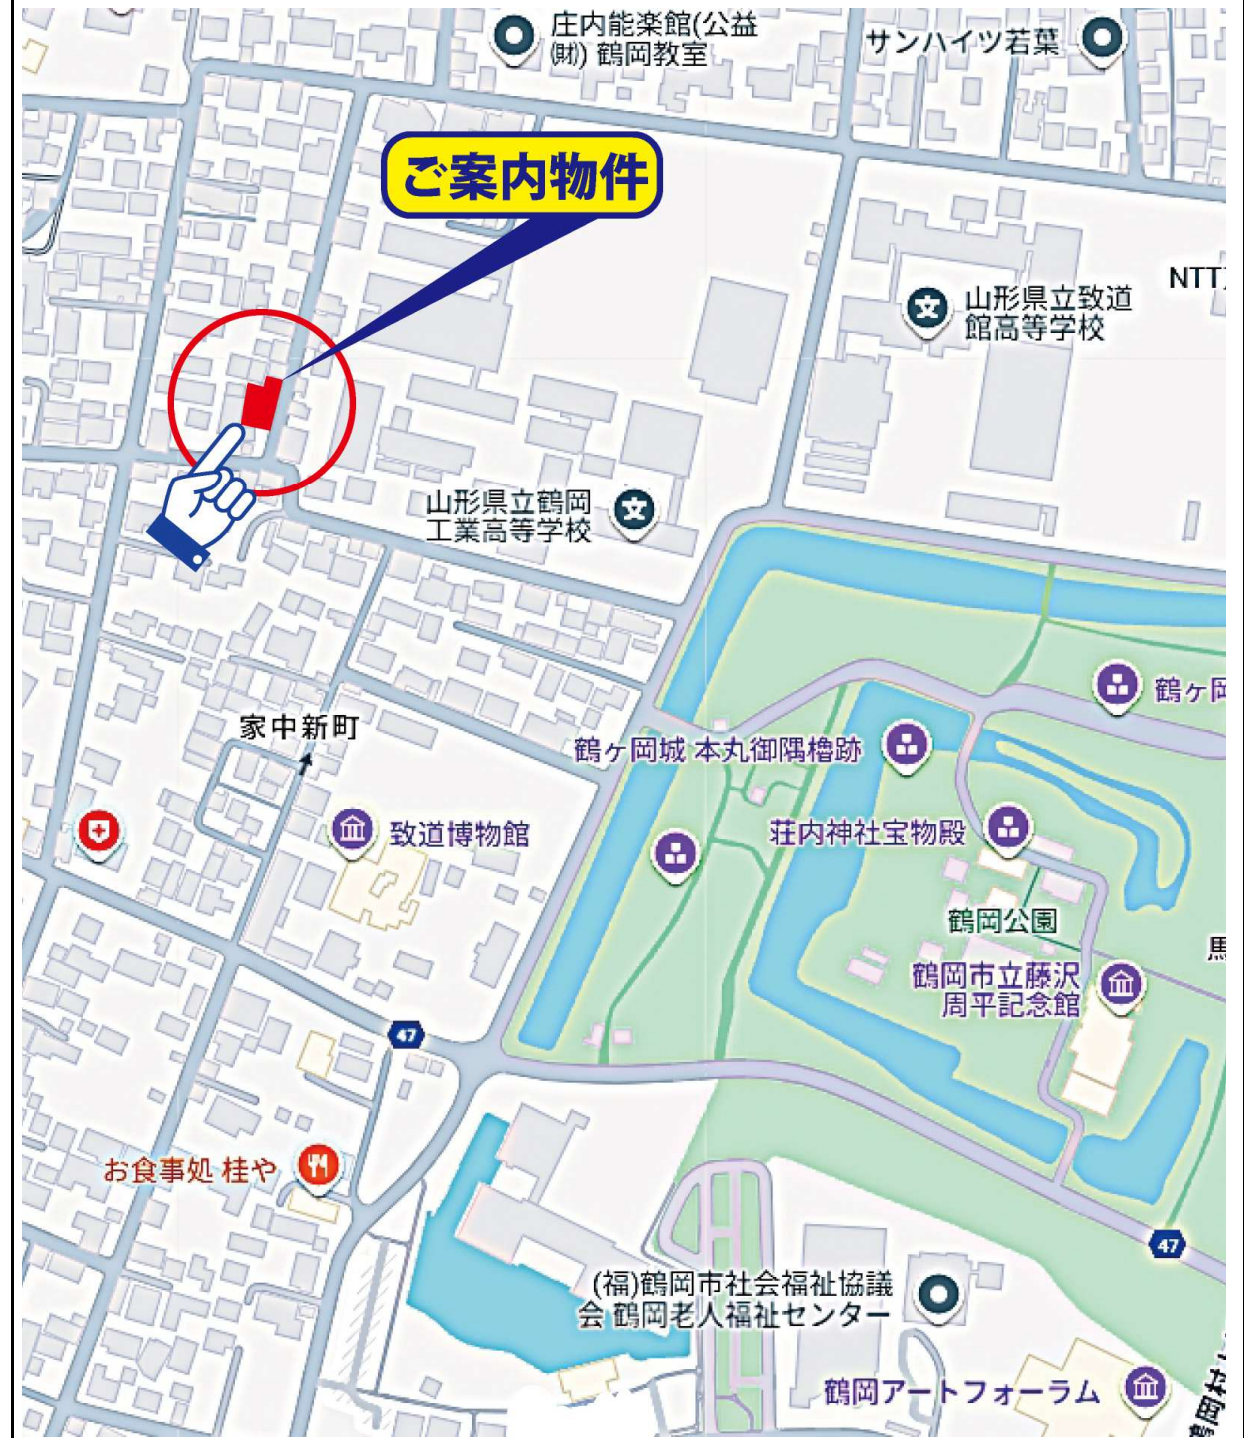 庄内能楽館(公益
(財) 鶴岡教室
サンハイツ若葉
ご案内物件
NTT
山形県立致道
館高等学校
山形県立鶴岡
工業高等学校
鶴ヶ岡
家中新町
鶴ヶ岡城 本丸御隅櫓跡
致道博物館
荘内神社宝物殿
鶴岡公園
馬
鶴岡市立藤沢
周平記念館
47
お食事処 桂や
47
(福)鶴岡市社会福祉協議
会 鶴岡老人福祉センター
鶴岡アートフォーラム
鶴岡村